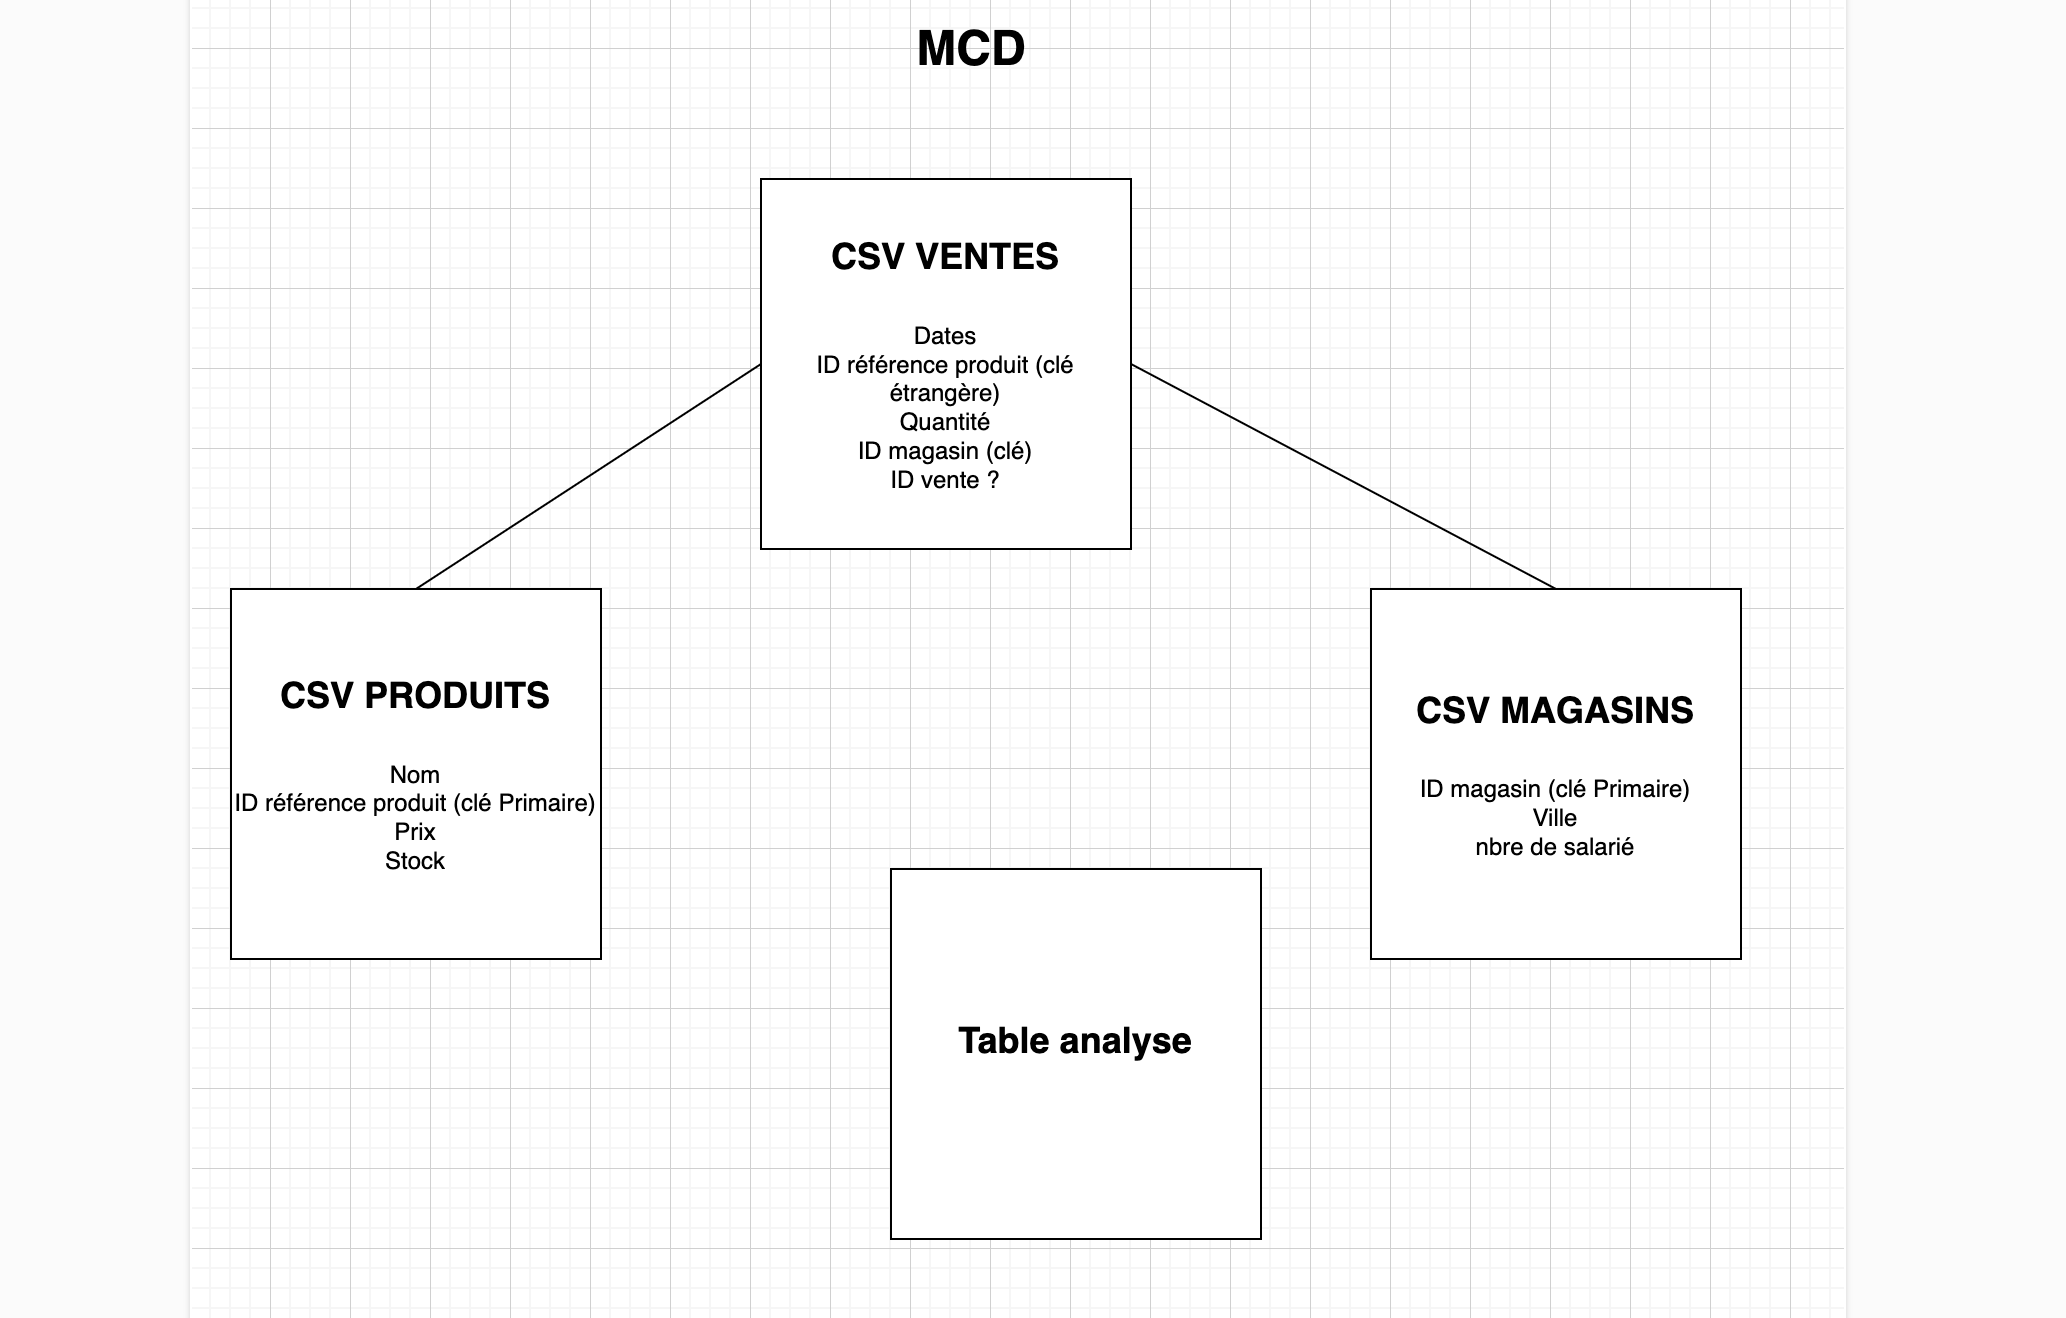 MCD
CSV VENTES
Dates
ID référence produit (clé
étrangère)
Quantité
ID magasin (clé)
ID vente ?
CSV PRODUITS
Nom
ID référence produit (clé Primaire)
Prix
Stock
CSV MAGASINS
ID magasin (clé Primaire)
Ville
nbre de salarié
Table analyse